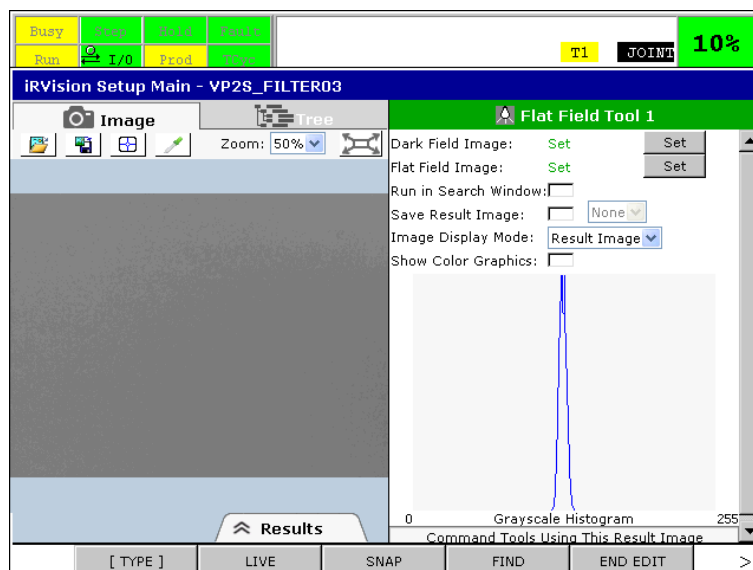 Busy Step Hold Fault
Run I/O Prod TCyc
T1 JOINT 10%
iRVision Setup Main - VP2S_FILTER03
Image Tree
Zoom: 50%
Flat Field Tool 1
Dark Field Image: Set Set
Flat Field Image: Set Set
Run in Search Window:
Save Result Image: None
Image Display Mode: Result Image
Show Color Graphics:
0 Grayscale Histogram 255
Command Tools Using This Result Image
Results
[ TYPE ] LIVE SNAP FIND END EDIT >